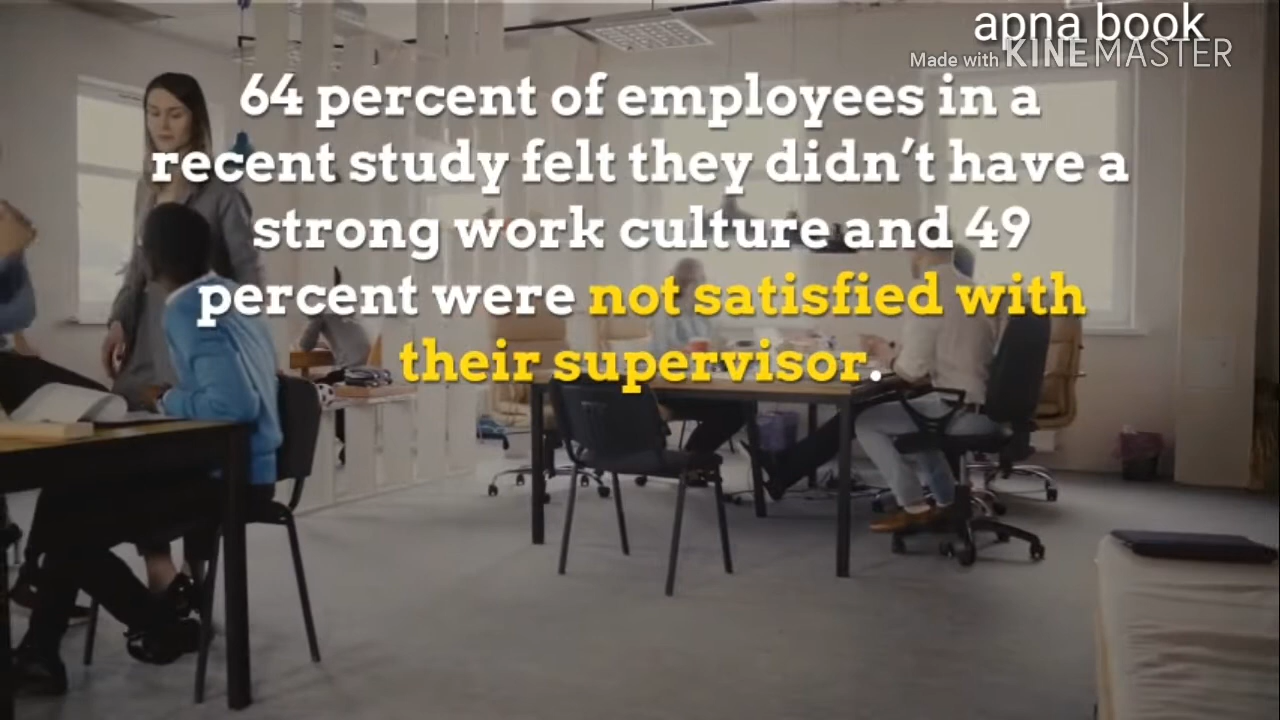 apna book
Made with KINEMASTER
64 percent of employees in a
recent study felt they didn't have a
strong work culture and 49
percent were not satisfied with
their supervisor.